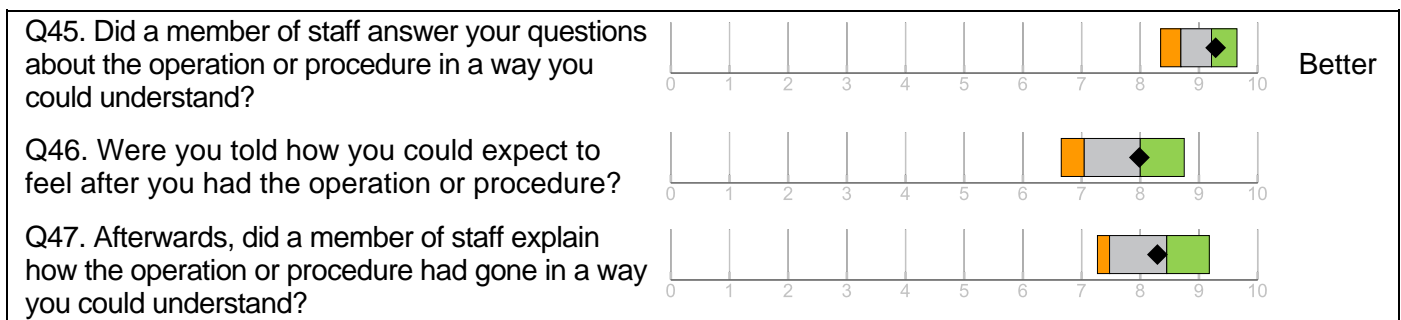 Q45. Did a member of staff answer your questions
about the operation or procedure in a way you
could understand?
0 1 2 3 4 5 6 7 8 9 10
Better
Q46. Were you told how you could expect to
feel after you had the operation or procedure?
0 1 2 3 4 5 6 7 8 9 10
Q47. Afterwards, did a member of staff explain
how the operation or procedure had gone in a way
you could understand?
0 1 2 3 4 5 6 7 8 9 10